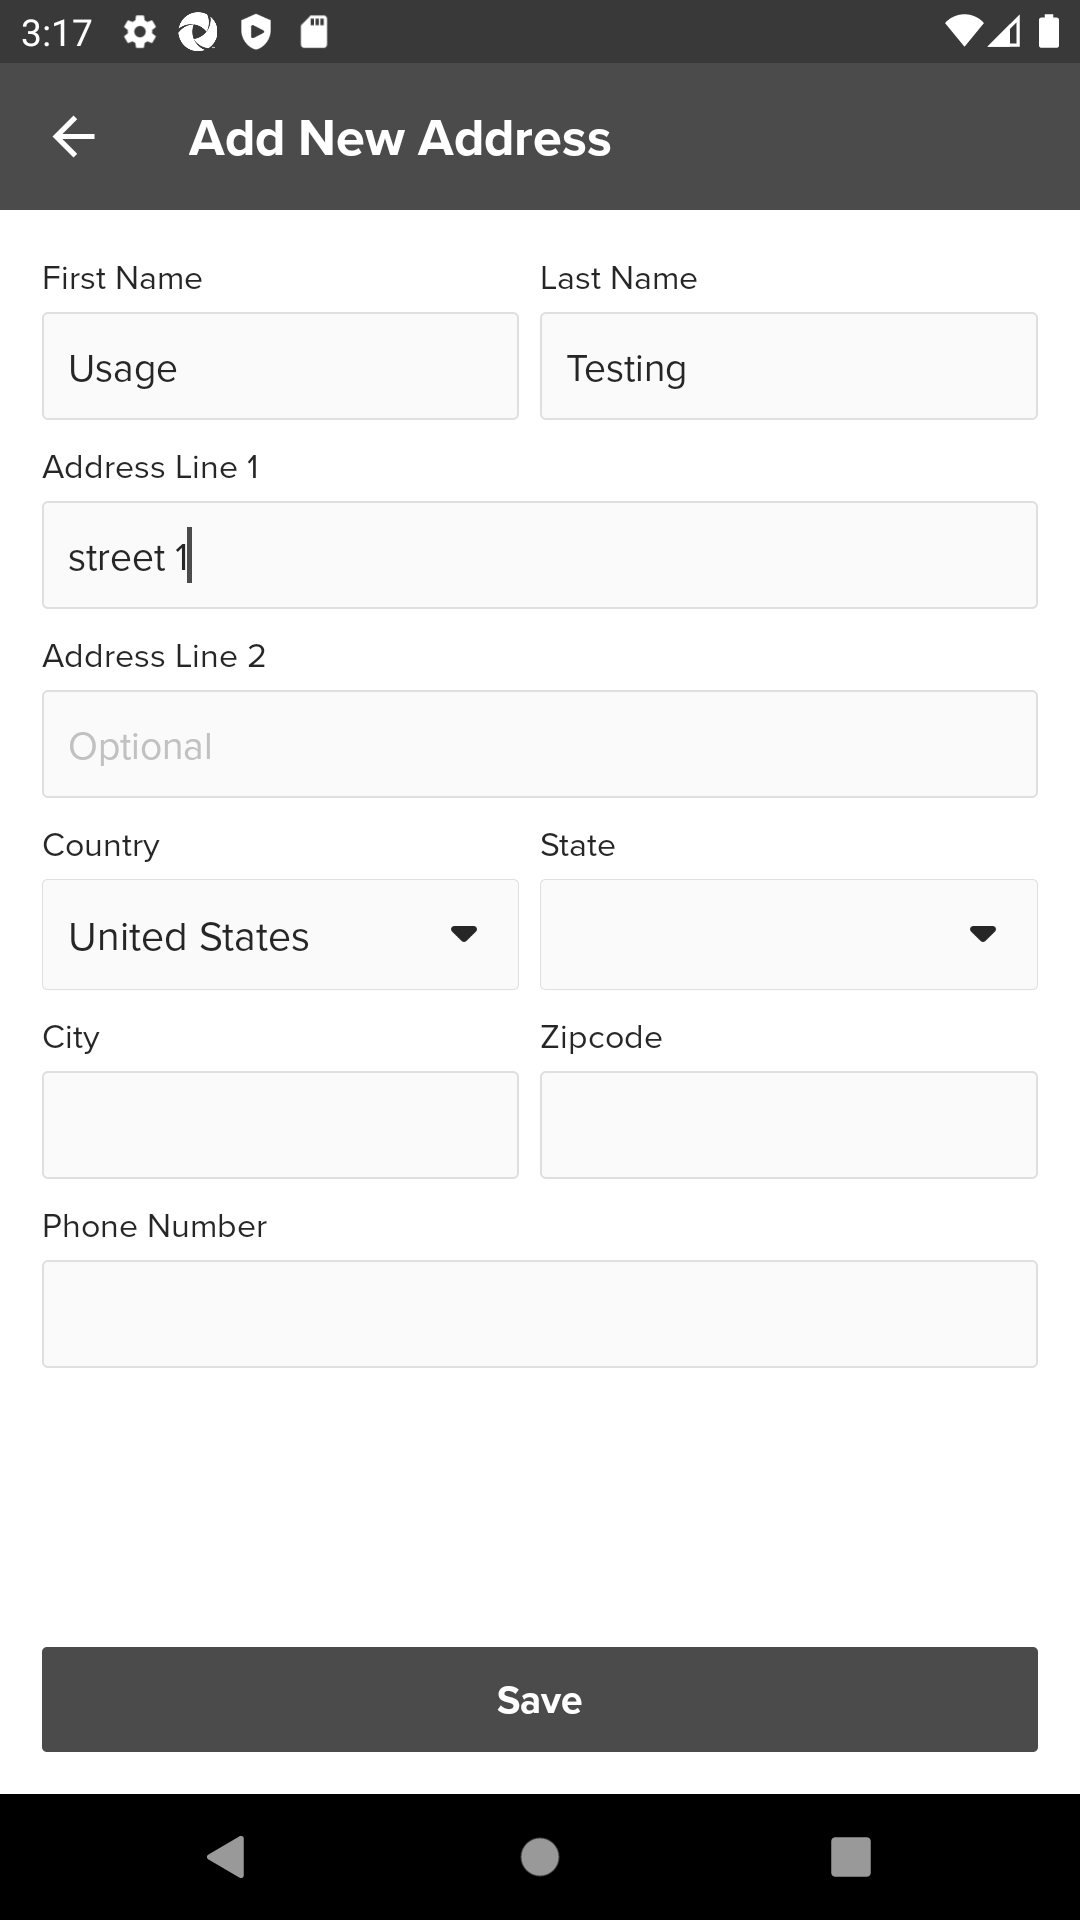 3:17
Add New Address
First Name
Last Name
Usage
Testing
Address Line 1
street 1
Address Line 2
Optional
Country
State
United States
City
Zipcode
Phone Number
Save